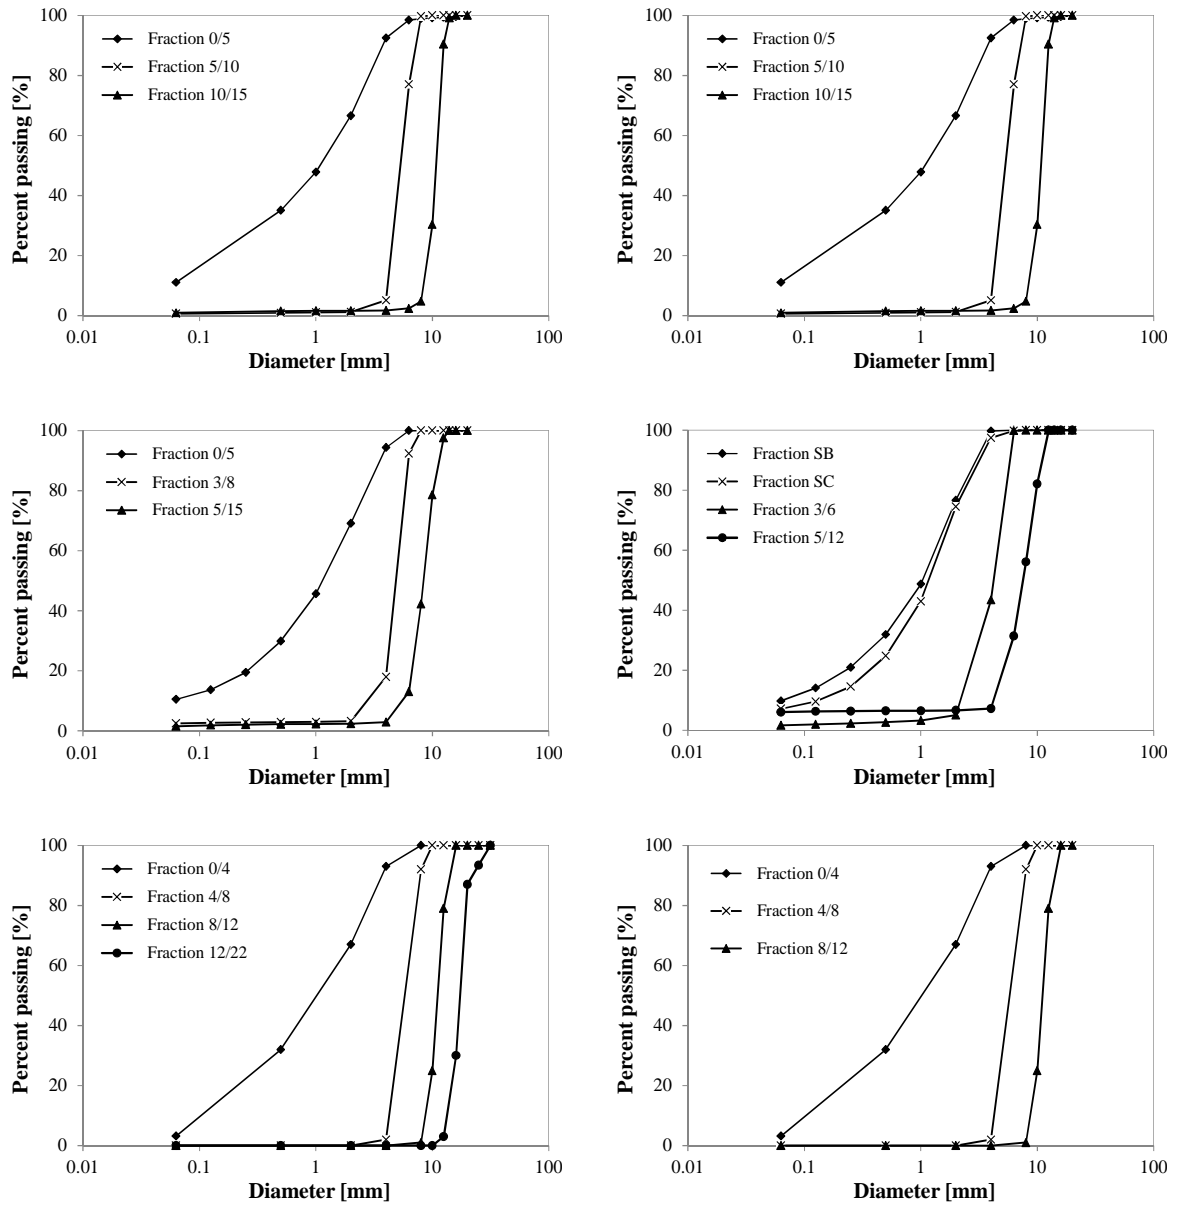 100
80
60
40
20
0
0.01 0.1 1 10 100
Percent passing [%]
Diameter [mm]
Fraction 0/5
Fraction 5/10
Fraction 10/15
100
80
60
40
20
0
0.01 0.1 1 10 100
Percent passing [%]
Diameter [mm]
Fraction 0/5
Fraction 5/10
Fraction 10/15
100
80
60
40
20
0
0.01 0.1 1 10 100
Percent passing [%]
Diameter [mm]
Fraction 0/5
Fraction 3/8
Fraction 5/15
100
80
60
40
20
0
0.01 0.1 1 10 100
Percent passing [%]
Diameter [mm]
Fraction SB
Fraction SC
Fraction 3/6
Fraction 5/12
100
80
60
40
20
0
0.01 0.1 1 10 100
Percent passing [%]
Diameter [mm]
Fraction 0/4
Fraction 4/8
Fraction 8/12
Fraction 12/22
100
80
60
40
20
0
0.01 0.1 1 10 100
Percent passing [%]
Diameter [mm]
Fraction 0/4
Fraction 4/8
Fraction 8/12